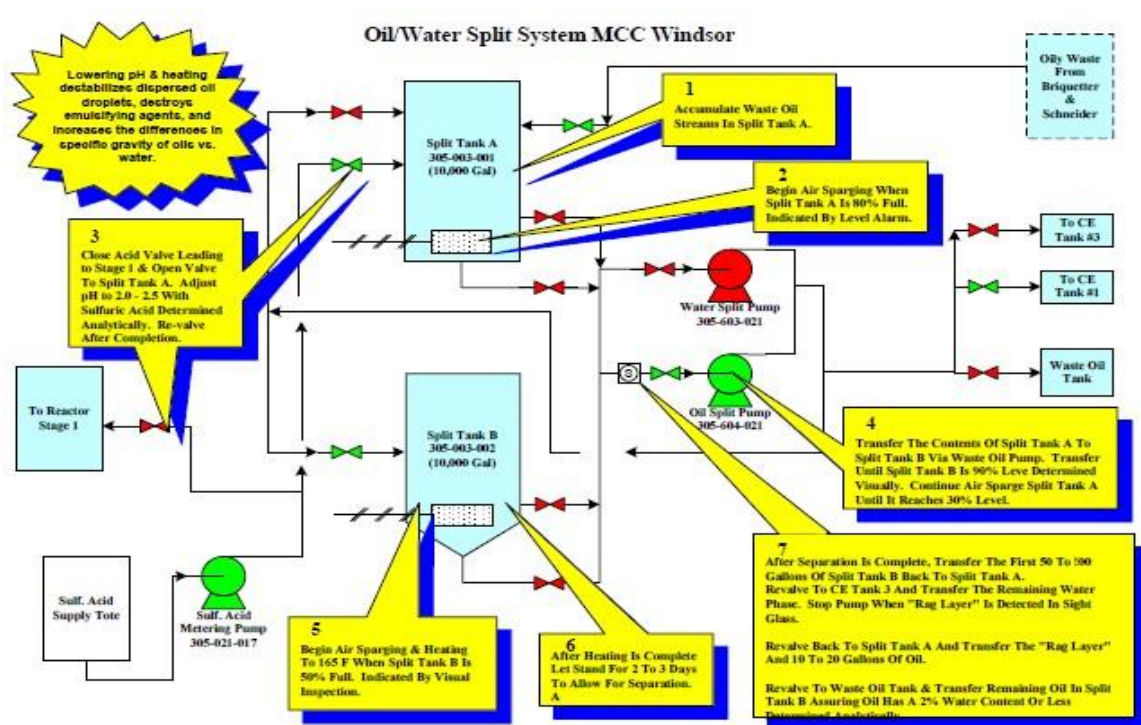 Oil/Water Split System MCC Windsor
Lowering pH & heating
destabilizes dispersed oil
droplets, destroys
emulsifying agents, and
increases the differences in
specific gravity of oils vs.
water.
Oily Waste
From
Briquetter
&
Schneider
1
Accumulate Waste Oil
Streams In Split Tank A.
Split Tank A
305-003-001
(10,000 Gal)
2
Begin Air Sparging When
Split Tank A Is 80% Full.
Indicated By Level Alarm.
3
Close Acid Valve Leading
to Stage 1 & Open Valve
To Split Tank A. Adjust
pH to 2.0 - 2.5 With
Sulfuric Acid Determined
Analytically. Re-valve
After Completion.
To CE
Tank #3
To CE
Tank #1
Waste Oil
Tank
Water Split Pump
305-603-021
Oil Split Pump
305-604-021
To Reactor
Stage 1
Split Tank B
305-003-002
(10,000 Gal)
4
Transfer The Contents Of Split Tank A To
Split Tank B Via Waste Oil Pump. Transfer
Until Split Tank B Is 90% Leve Determined
Visually. Continue Air Sparge Split Tank A
Until It Reaches 30% Level.
Sulf. Acid
Supply Tote
Sulf. Acid
Metering Pump
305-021-017
5
Begin Air Sparging & Heating
To 165 F When Split Tank B Is
50% Full. Indicated By Visual
Inspection.
6
After Heating Is Complete
Let Stand For 2 To 3 Days
To Allow For Separation.
A
7
After Separation Is Complete, Transfer The First 50 To
Gallons Of Split Tank B Back To Split Tank A.
Revalve To CE Tank 3 And Transfer The Remaining Water
Phase. Stop Pump When "Rag Layer" Is Detected In Sight
Glass.
Revalve Back To Split Tank A And Transfer The "Rag Layer"
And 10 To 20 Gallons Of Oil.
Revalve To Waste Oil Tank & Transfer Remaining Oil In Split
Tank B Assuring Oil Has A 2% Water Content Or Less
Determined Analytically